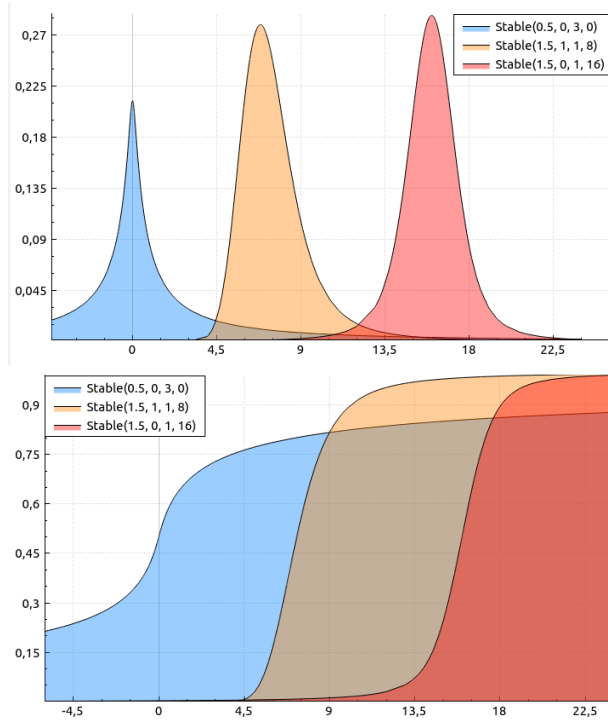 0,27
0,225
0,18
0,135
0,09
0,045
Stable(0.5, 0, 3, 0)
Stable(1.5, 1, 1, 8)
Stable(1.5, 0, 1, 16)
0 4,5 9 13,5 18 22,5
Stable(0.5, 0, 3, 0)
Stable(1.5, 1, 1, 8)
Stable(1.5, 0, 1, 16)
0,9
0,75
0,6
0,45
0,3
0,15
-4,5 0 4,5 9 13,5 18 22,5